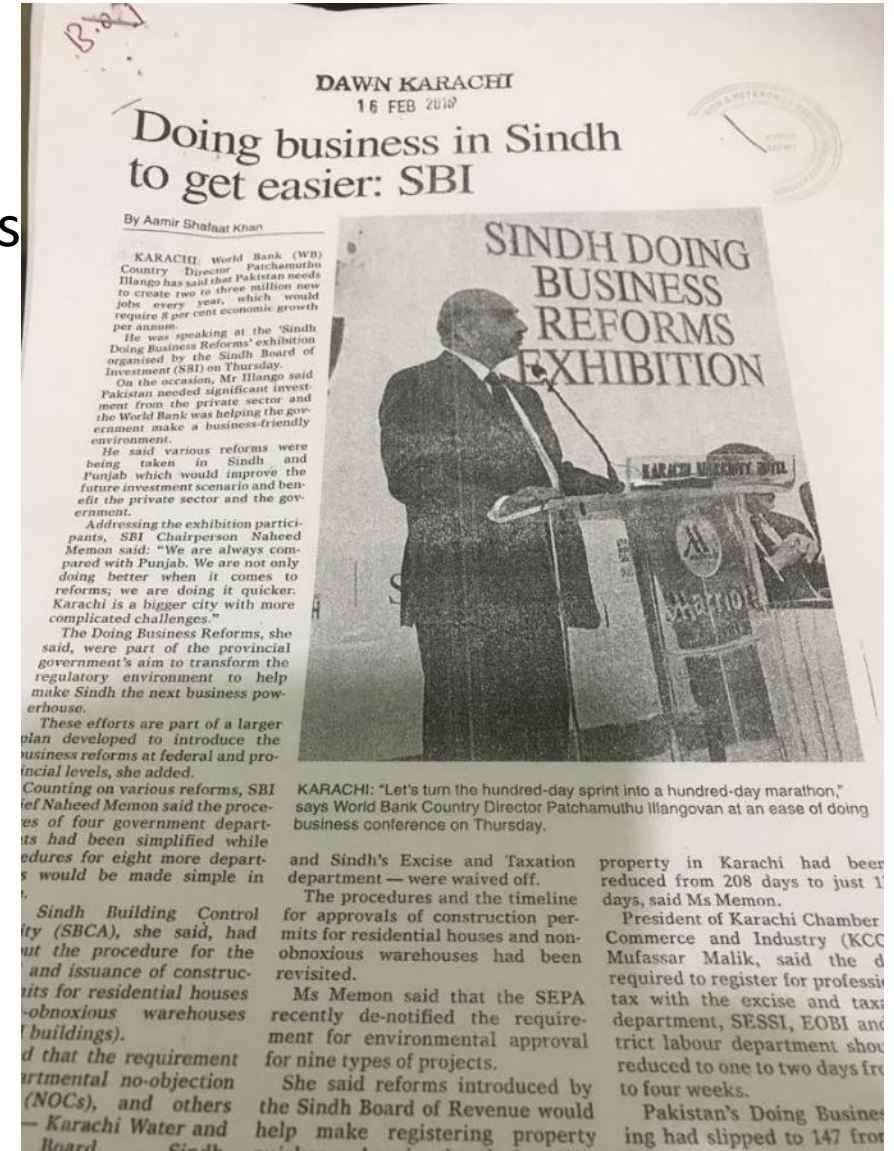 B.O.I
S
DAWN KARACHI
16 FEB
Doing business in Sindh
to get easier: SBI
By Aamir Shafaat Khan
KARACHI: World Bank (WB)
Country Director Patchamuthu
Illango has said that Pakistan needs
to create two to three million new
jobs every year, which would
require 8 per cent economic growth
per annum.
He was speaking at the 'Sindh
Doing Business Reforms' exhibition
organised by the Sindh Board of
Investment (SBI) on Thursday.
On the occasion, Mr Illango said
Pakistan needed significant invest-
ment from the private sector and
the World Bank was helping the gov-
ernment make a business-friendly
environment.
He said various reforms were
being taken in Sindh and
Punjab which would improve the
future investment scenario and ben-
efit the private sector and the gov-
ernment.
Addressing the exhibition partici-
pants, SBI Chairperson Naheed
Memon said: "We are always com-
pared with Punjab. We are not only
doing better when it comes to
reforms; we are doing it quicker.
Karachi is a bigger city with more
complicated challenges."
The Doing Business Reforms, she
said, were part of the provincial
government's aim to transform the
regulatory environment to help
make Sindh the next business pow-
erhouse.
These efforts are part of a larger
plan developed to introduce the
business reforms at federal and pro-
incial levels, she added.
Counting on various reforms, SBI
ief Naheed Memon said the proce-
es of four government depart-
ts had been simplified while
edures for eight more depart-
s would be made simple in
Sindh Building Control
ity (SBCA), she said, had
ut the procedure for the
and issuance of construc-
its for residential houses
-obnoxious warehouses
buildings).
d that the requirement
artmental no-objection
(NOCs), and others
— Karachi Water and
Board Sindh
SINDH DOING
BUSINESS
REFORMS
EXHIBITION
KARACHI MARRIOTT HOTEL
Marriott
KARACHI: "Let's turn the hundred-day sprint into a hundred-day marathon,"
says World Bank Country Director Patchamuthu Illangovan at an ease of doing
business conference on Thursday.
and Sindh's Excise and Taxation
department — were waived off.
The procedures and the timeline
for approvals of construction per-
mits for residential houses and non-
obnoxious warehouses had been
revisited.
Ms Memon said that the SEPA
recently de-notified the require-
ment for environmental approval
for nine types of projects.
She said reforms introduced by
the Sindh Board of Revenue would
help make registering property
property in Karachi had been
reduced from 208 days to just 1
days, said Ms Memon.
President of Karachi Chamber
Commerce and Industry (KCC
Mufassar Malik, said the d
required to register for professi
tax with the excise and taxa
department, SESSI, EOBI and
trict labour department shou
reduced to one to two days fro
to four weeks.
Pakistan's Doing Busines
ing had slipped to 147 from